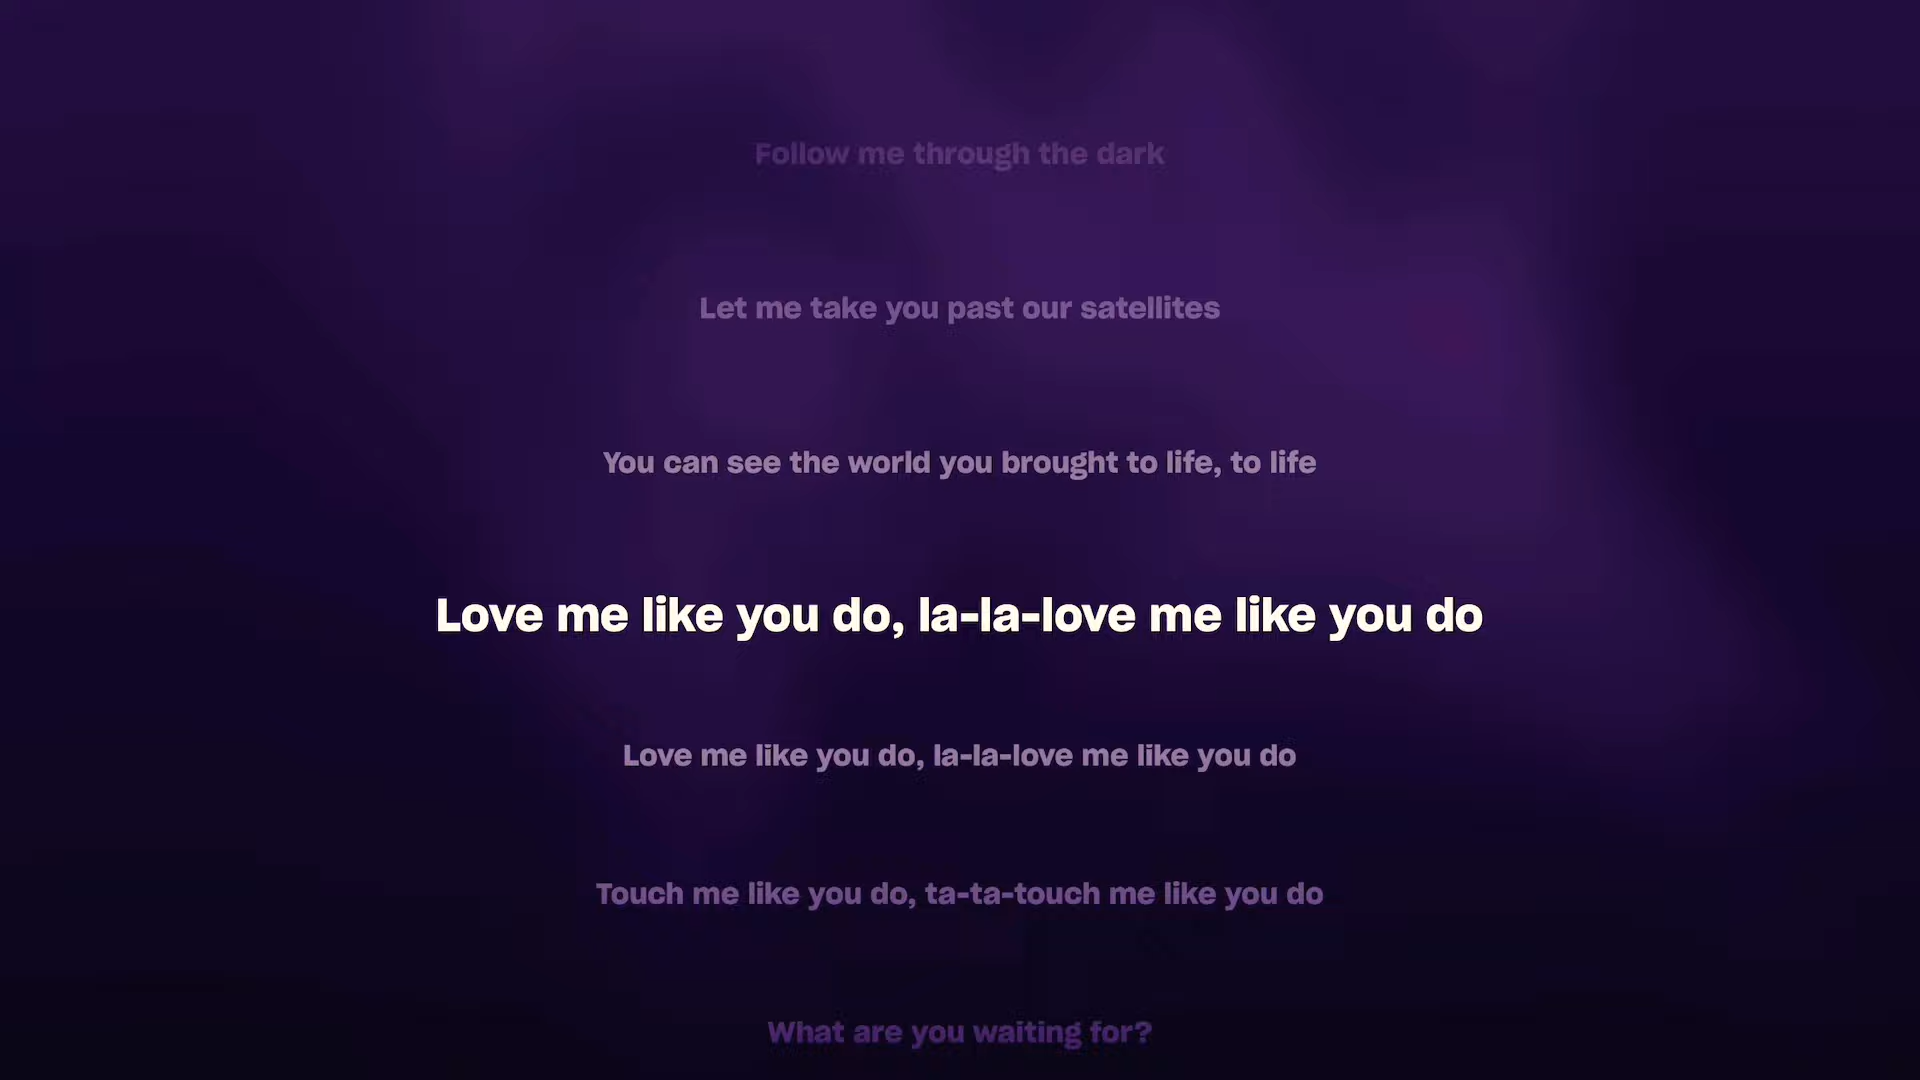 Follow me through the dark
Let me take you past our satellites
You can see the world you brought to life, to life
Love me like you do, la-la-love me like you do
Love me like you do, la-la-love me like you do
Touch me like you do, ta-ta-touch me like you do
What are you waiting for?